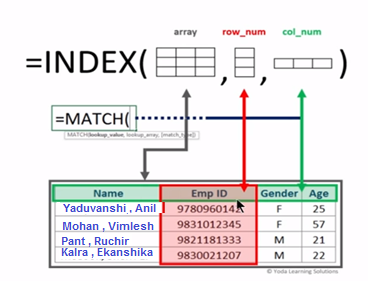 array row_num col_num
=INDEX( , , )
=MATCH(
MATCH(lookup_value, lookup_array, [match_type])
Name Emp ID Gender Age
Yaduvanshi , Anil F 25
Mohan , Vimlesh 9831012345 F 57
Pant , Ruchir 9821181333 M 21
Kalra , Ekanshika 9830021207 M 22
© Yoda Learning Solutions